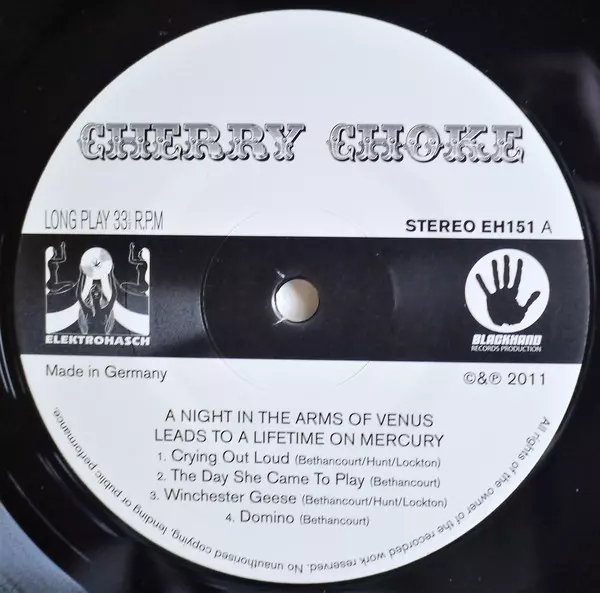 CHERRY CHOKE
LONG PLAY 33 1/3 R.P.M
STEREO EH151 A
ELEKTROHASCH
BLACKHAND
RECORDS PRODUCTION
Made in Germany
©&℗ 2011
A NIGHT IN THE ARMS OF VENUS
LEADS TO A LIFETIME ON MERCURY
1. Crying Out Loud (Bethancourt/Hunt/Lockton)
2. The Day She Came To Play (Bethancourt)
3. Winchester Geese (Bethancourt/Hunt/Lockton)
4. Domino (Bethancourt)
All rights of the owner of the recorded work reserved. No unauthorised copying, lending or public performance.